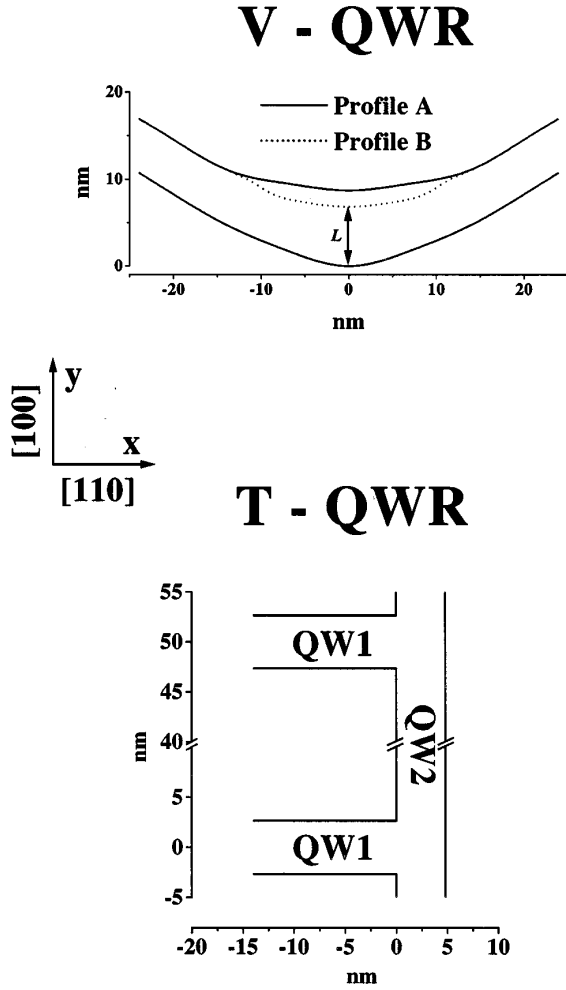 V - QWR
20
Profile A
Profile B
nm
10
L
0
-20 -10 0 10 20
nm
[100]
y
x
[110]
T - QWR
55
50
QW1
45
40
nm
QW2
5
0
QW1
-5
-20 -15 -10 -5 0 5 10
nm